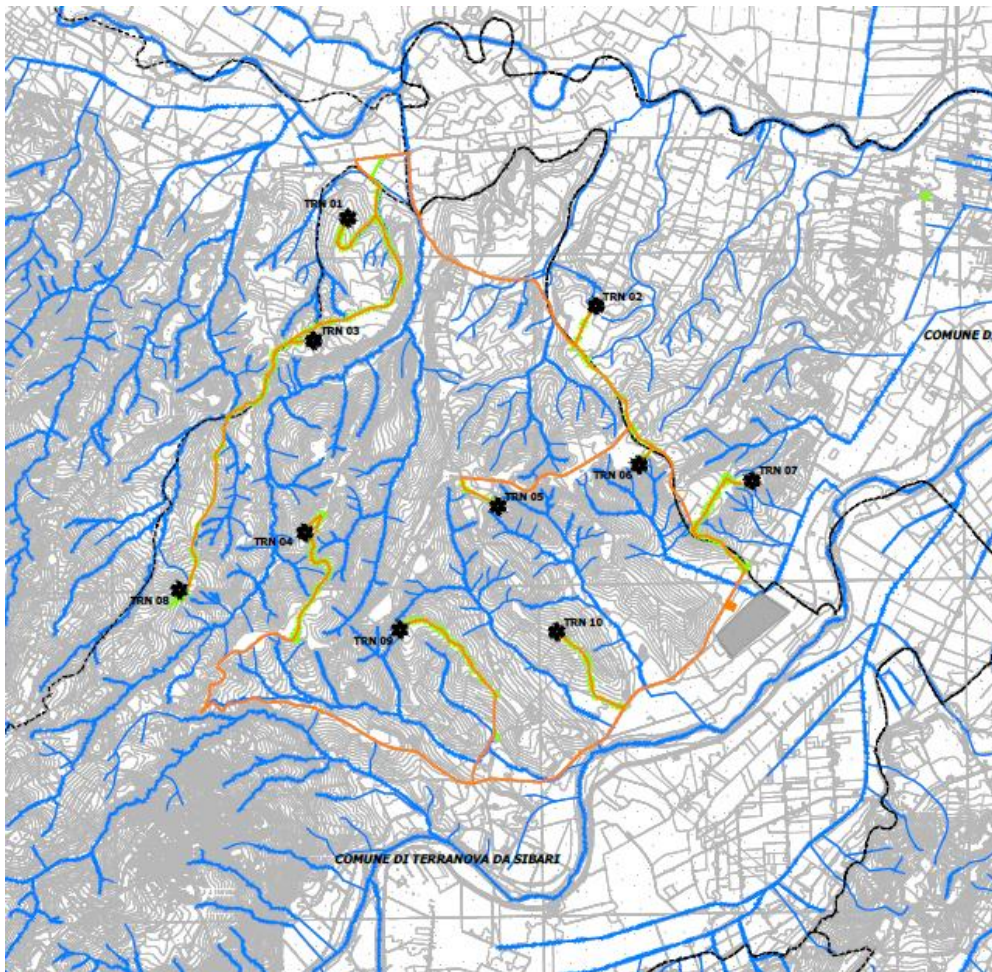 TRN 01
TRN 02
TRN 03
COMUNE D
TRN 06
TRN 07
TRN 05
TRN 04
TRN 08
TRN 09
TRN 10
COMUNE DI TERRANOVA DA SIBARI